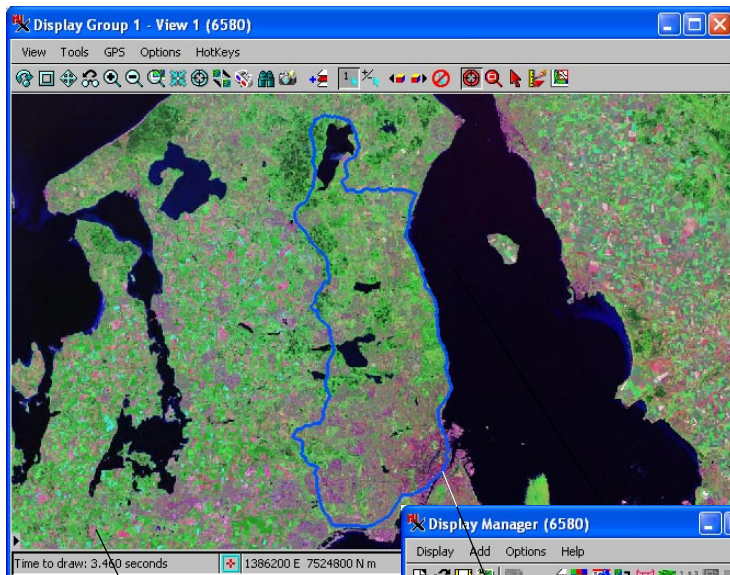 Display Group 1 - View 1 (6580)
View Tools GPS Options HotKeys
1
Time to draw: 3.460 seconds
1386200 E 7524800 N m
Display Manager (6580)
Display Add Options Help